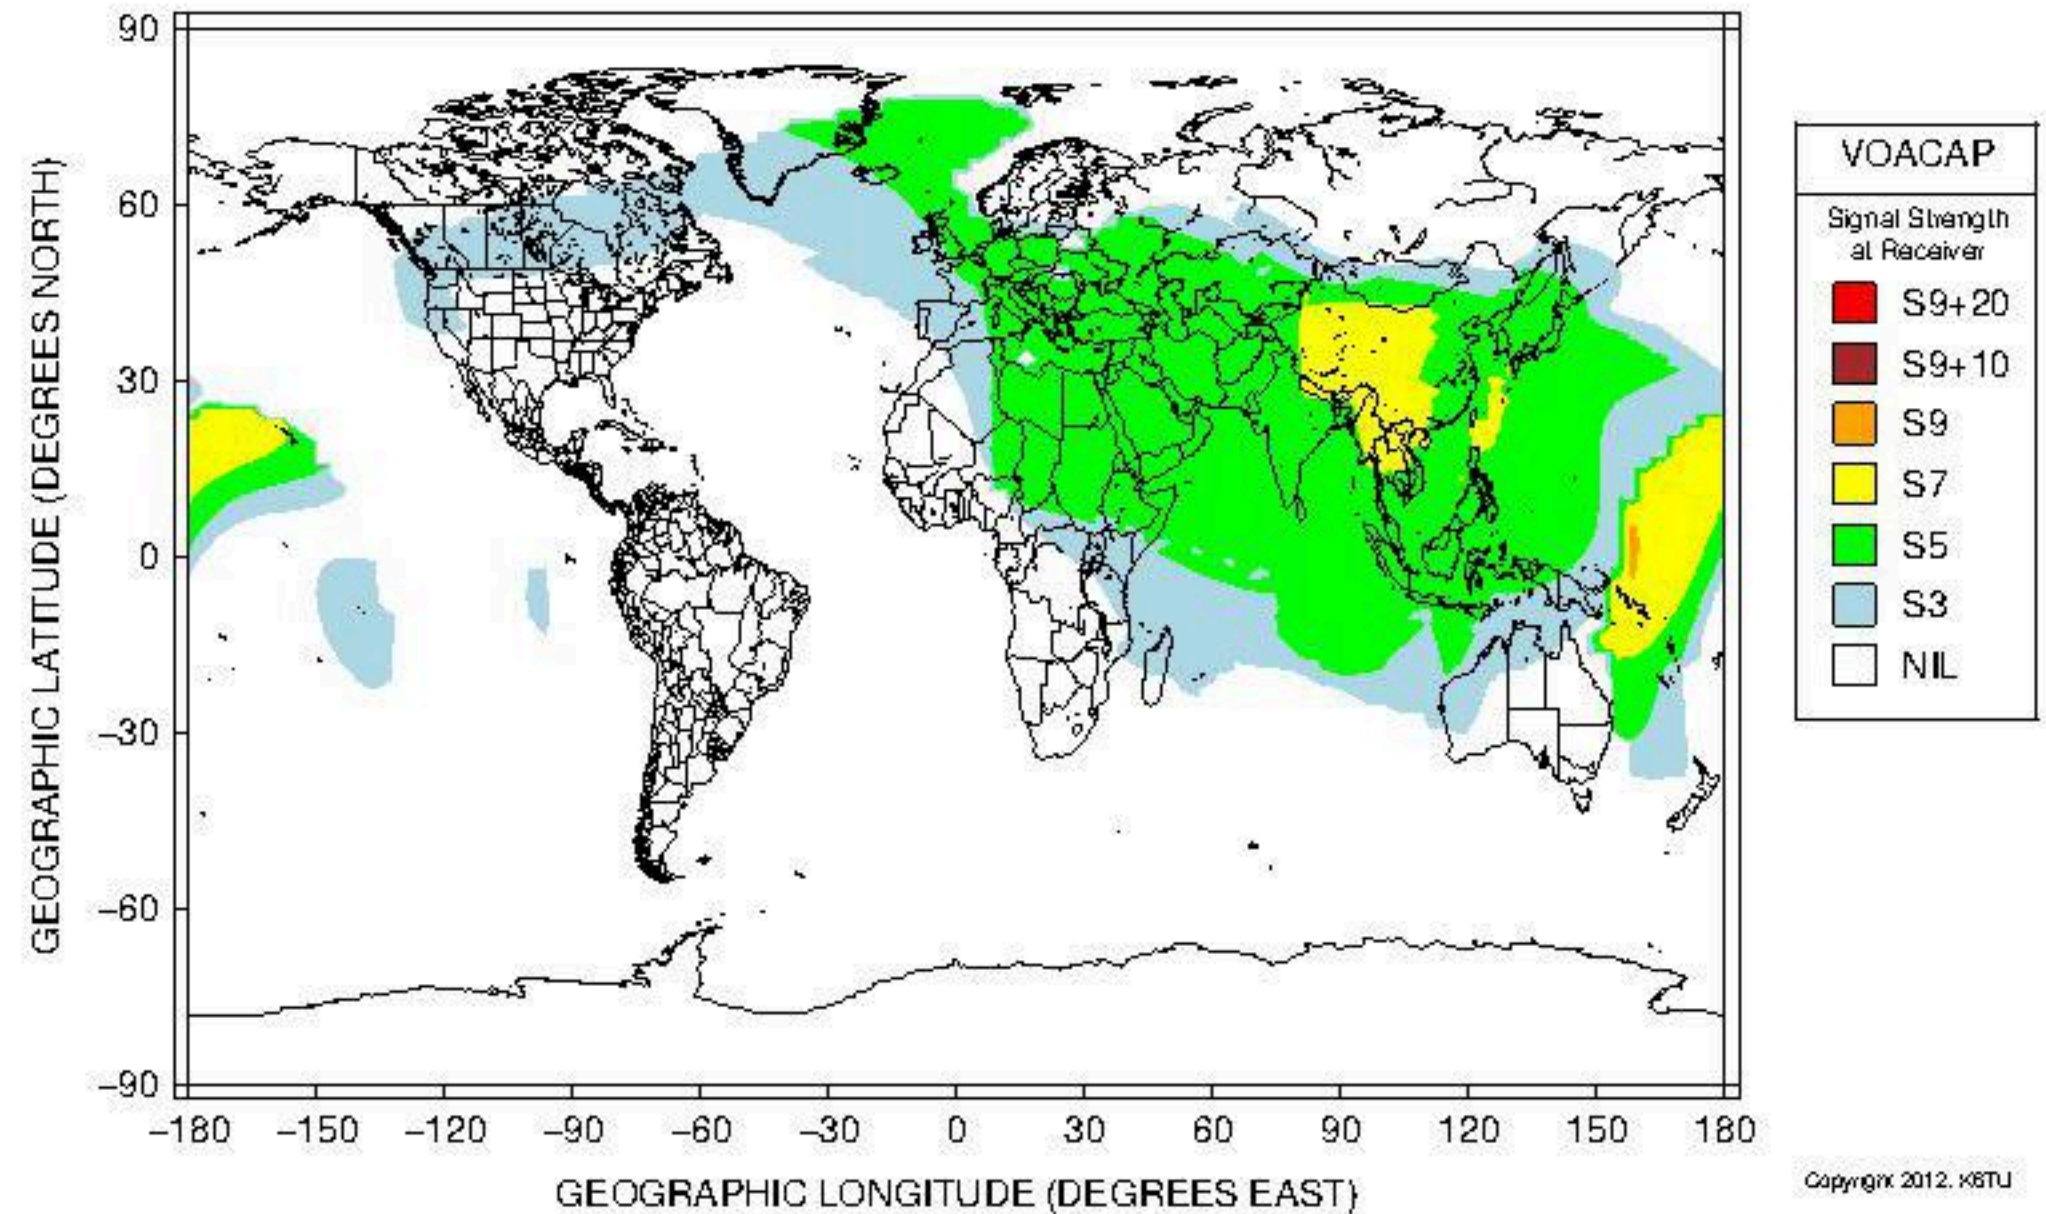 90
60
30
0
−30
−60
−90
GEOGRAPHIC LATITUDE (DEGREES NORTH)
−180 −150 −120 −90 −60 −30 0 30 60 90 120 150 180
GEOGRAPHIC LONGITUDE (DEGREES EAST)
VOACAP
Signal Strength
at Receiver
S9+20
S9+10
S9
S7
S5
S3
NIL
Copyright 2012. K6TU